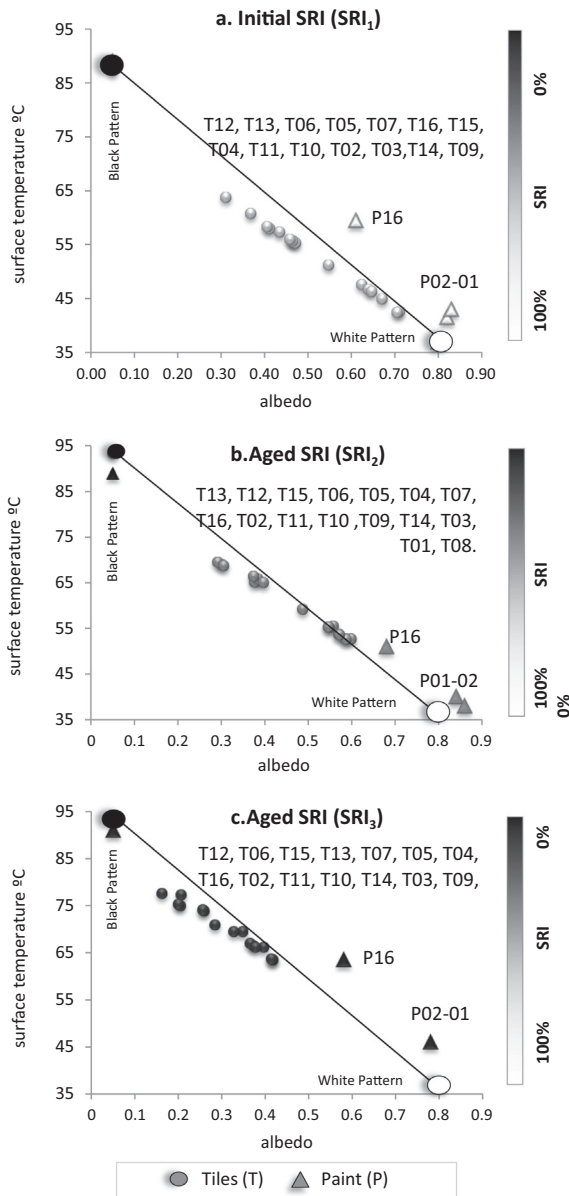 a. Initial SRI (SRI1)
95
85
75
65
55
45
35
surface temperature ºC
Black Pattern
T12, T13, T06, T05, T07, T16, T15,
T04, T11, T10, T02, T03,T14, T09,
P16
P02-01
White Pattern
0.00 0.10 0.20 0.30 0.40 0.50 0.60 0.70 0.80 0.90
albedo
0%
SRI
100%
b.Aged SRI (SRI2)
95
85
75
65
55
45
35
surface temperature ºC
Black Pattern
T13, T12, T15, T06, T05, T04, T07,
T16, T02, T11, T10 ,T09, T14, T03,
T01, T08.
P16
P01-02
White Pattern
0 0.1 0.2 0.3 0.4 0.5 0.6 0.7 0.8 0.9
albedo
SRI
100%
0%
c.Aged SRI (SRI3)
95
85
75
65
55
45
35
surface temperature ºC
Black Pattern
T12, T06, T15, T13, T07, T05, T04,
T16, T02, T11, T10, T14, T03, T09,
P16
P02-01
White Pattern
0 0.1 0.2 0.3 0.4 0.5 0.6 0.7 0.8 0.9
albedo
0%
SRI
100%
Tiles (T) Paint (P)